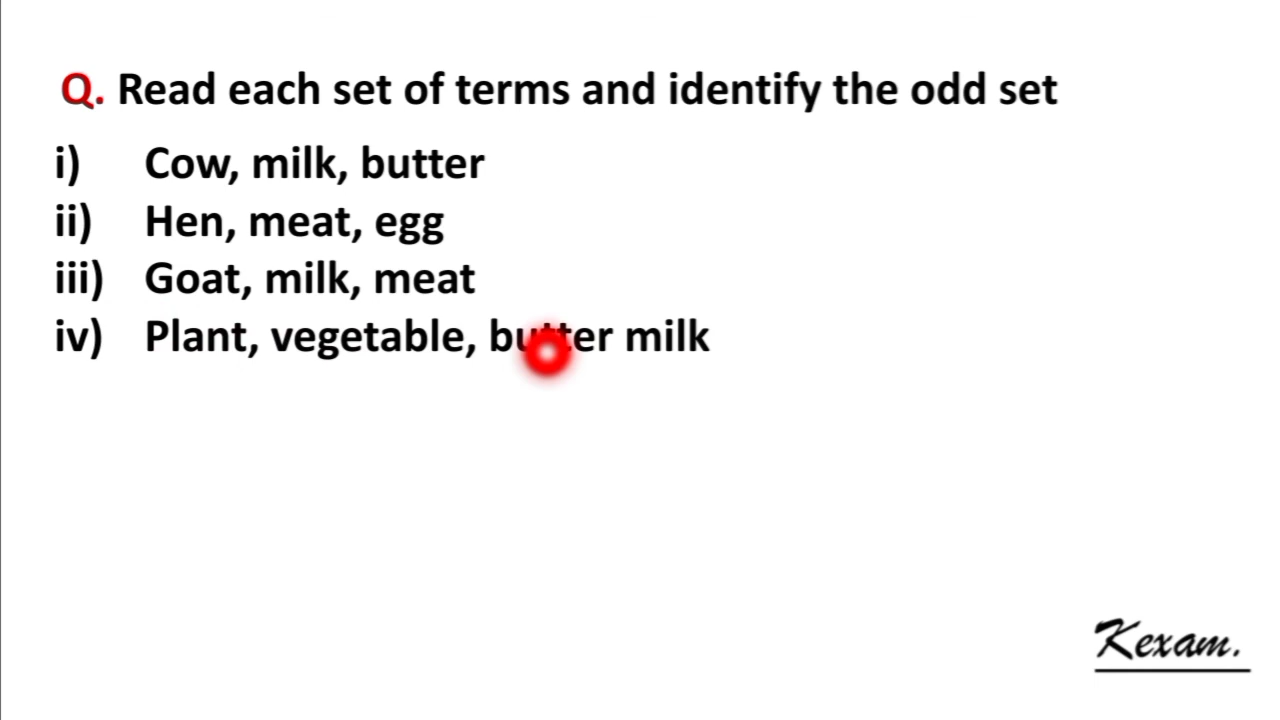 Q. Read each set of terms and identify the odd set
i) Cow, milk, butter
ii) Hen, meat, egg
iii) Goat, milk, meat
iv) Plant, vegetable, butter milk
Kexam.